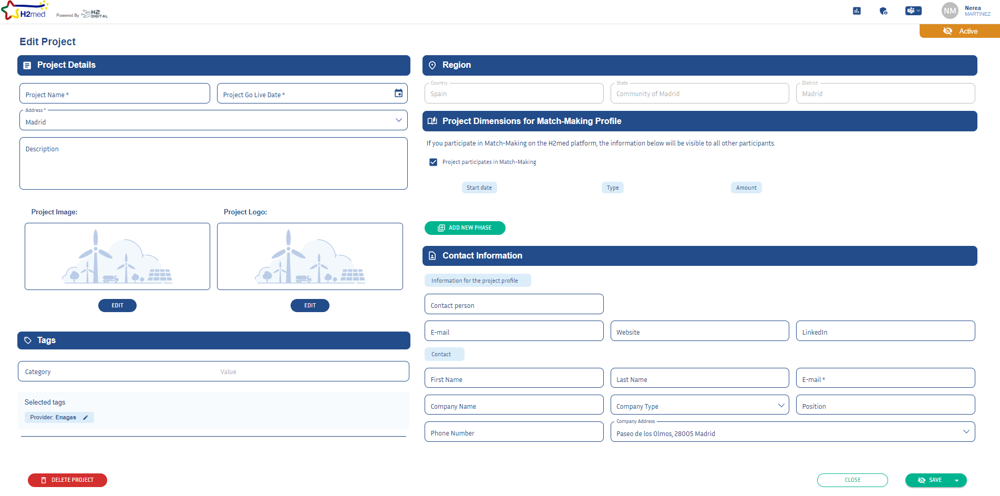 H2med
Powered By H2 DIGITAL
NM
Nerea
MARTÍNEZ
Active
Edit Project
Project Details
Project Name *
Project Go Live Date *
Address *
Madrid
Description
Project Image:
Project Logo:
EDIT
EDIT
Tags
Category
Value
Selected tags
Provider: Enagas
Region
Country
Spain
State
Community of Madrid
District
Madrid
Project Dimensions for Match-Making Profile
If you participate in Match-Making on the H2med platform, the information below will be visible to all other participants.
Project participates in Match-Making
Start date
Type
Amount
ADD NEW PHASE
Contact Information
Information for the project profile
Contact person
E-mail
Website
LinkedIn
Contact
First Name
Last Name
E-mail *
Company Name
Company Type
Position
Phone Number
Company Address
Paseo de los Olmos, 28005 Madrid
DELETE PROJECT
CLOSE
SAVE